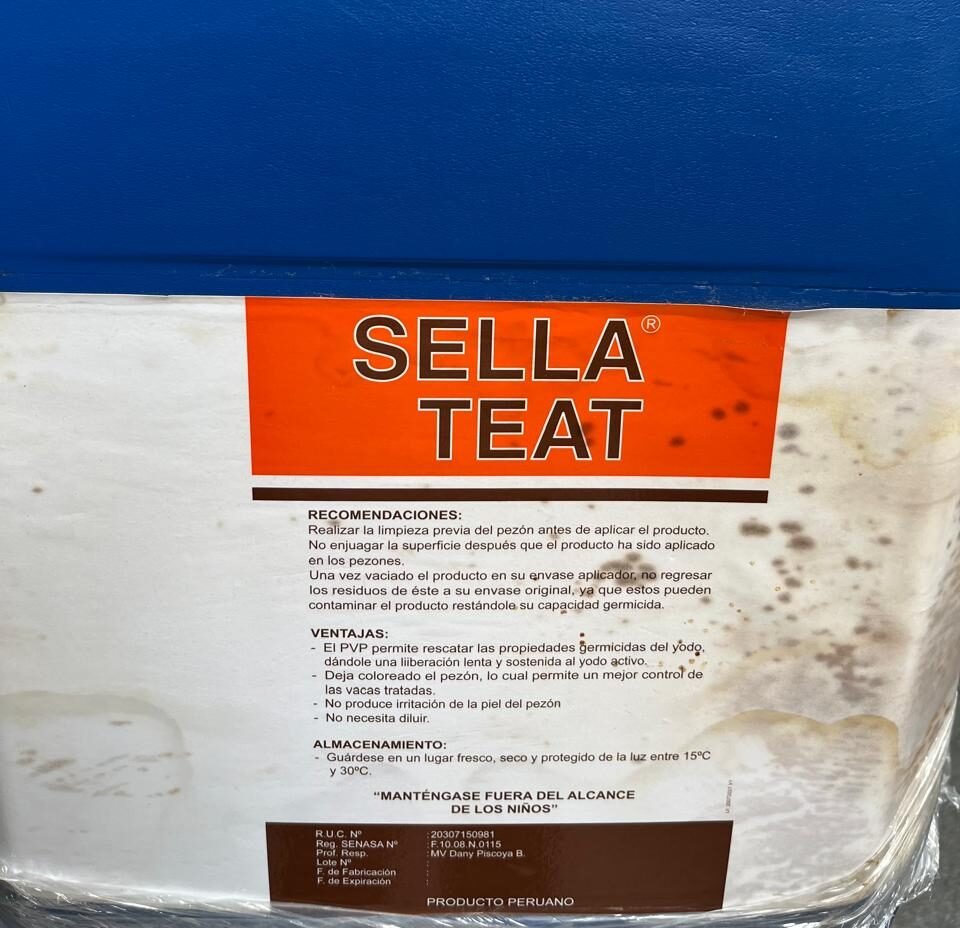 SELLA®
TEAT
RECOMENDACIONES:
Realizar la limpieza previa del pezón antes de aplicar el producto.
No enjuagar la superficie después que el producto ha sido aplicado
en los pezones.
Una vez vaciado el producto en su envase aplicador, no regresar
los residuos de éste a su envase original, ya que estos pueden
contaminar el producto restándole su capacidad germicida.
VENTAJAS:
- El PVP permite rescatar las propiedades germicidas del yodo,
dándole una liiberación lenta y sostenida al yodo activo.
- Deja coloreado el pezón, lo cual permite un mejor control de
las vacas tratadas.
- No produce irritación de la piel del pezón
- No necesita diluir.
ALMACENAMIENTO:
- Guárdese en un lugar fresco, seco y protegido de la luz entre 15ºC
y 30ºC.
“MANTÉNGASE FUERA DEL ALCANCE
DE LOS NIÑOS”
R.U.C. Nº : 20307150981
Reg. SENASA Nº : F.10.08.N.0115
Prof. Resp. : MV Dany Piscoya B.
Lote Nº :
F. de Fabricación :
F. de Expiración :
PRODUCTO PERUANO